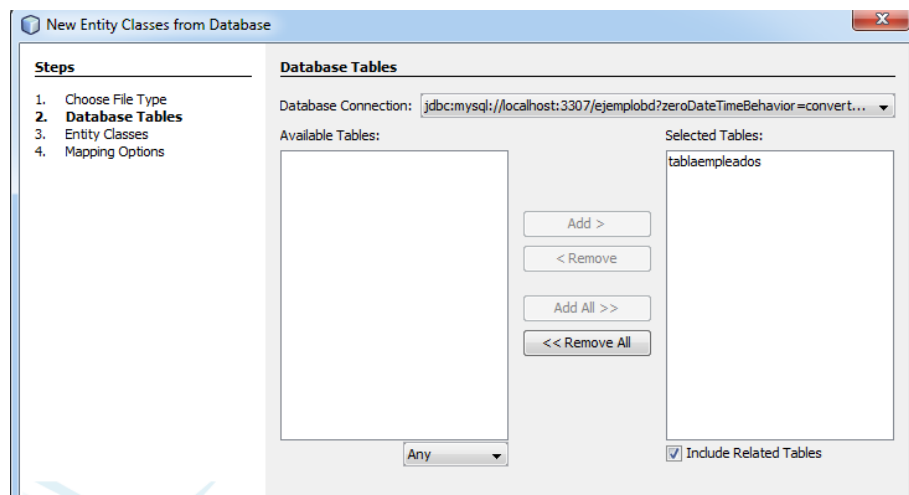 New Entity Classes from Database
Steps
1. Choose File Type
2. Database Tables
3. Entity Classes
4. Mapping Options
Database Tables
Database Connection: jdbc:mysql://localhost:3307/ejemplobd?zeroDateTimeBehavior=convert...
Available Tables:
Selected Tables:
tablaempleados
Add >
< Remove
Add All >>
<< Remove All
Any
Include Related Tables